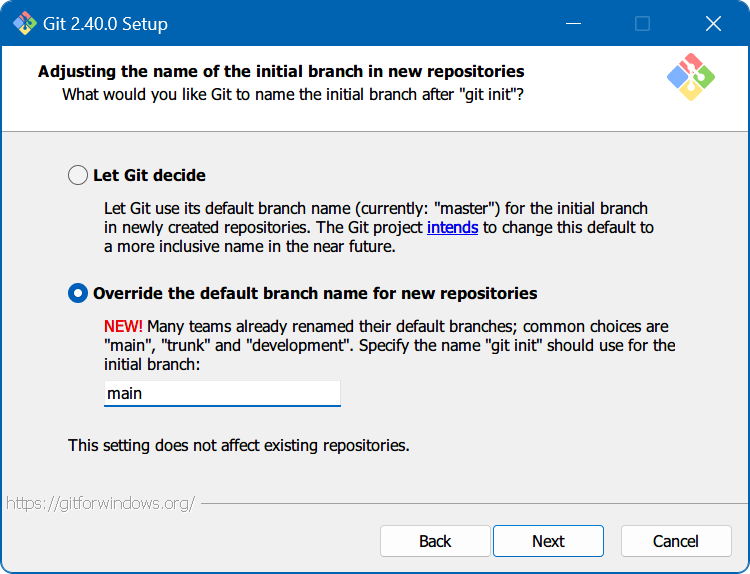 Git 2.40.0 Setup
Adjusting the name of the initial branch in new repositories
What would you like Git to name the initial branch after "git init"?
Let Git decide
Let Git use its default branch name (currently: "master") for the initial branch
in newly created repositories. The Git project intends to change this default to
a more inclusive name in the near future.
Override the default branch name for new repositories
NEW! Many teams already renamed their default branches; common choices are
"main", "trunk" and "development". Specify the name "git init" should use for the
initial branch:
main
This setting does not affect existing repositories.
https://gitforwindows.org/
Back
Next
Cancel